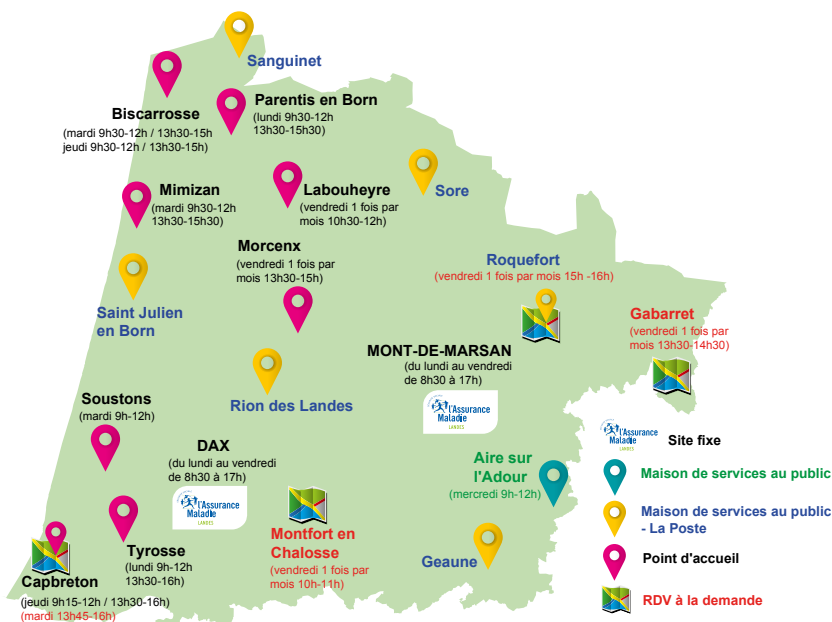 Sanguinet
Biscarrosse
(mardi 9h30-12h / 13h30-15h
jeudi 9h30-12h / 13h30-15h)
Parentis en Born
(lundi 9h30-12h
13h30-15h30)
Mimizan
(mardi 9h30-12h
13h30-15h30)
Labouheyre
(vendredi 1 fois par
mois 10h30-12h)
Sore
Morcenx
(vendredi 1 fois par
mois 13h30-15h)
Roquefort
(vendredi 1 fois par mois 15h -16h)
Saint Julien
en Born
Gabarret
(vendredi 1 fois par
mois 13h30-14h30)
MONT-DE-MARSAN
(du lundi au vendredi
de 8h30 à 17h)
l'Assurance
Maladie
LANDES
Rion des Landes
Soustons
(mardi 9h-12h)
DAX
(du lundi au vendredi
de 8h30 à 17h)
l'Assurance
Maladie
LANDES
Aire sur
l'Adour
(mercredi 9h-12h)
Montfort en
Chalosse
(vendredi 1 fois par
mois 10h-11h)
Geaune
Tyrosse
(lundi 9h-12h
13h30-16h)
Capbreton
(jeudi 9h15-12h / 13h30-16h)
(mardi 13h45-16h)
l'Assurance
Maladie
LANDES
Site fixe
Maison de services au public
Maison de services au public
- La Poste
Point d'accueil
RDV à la demande